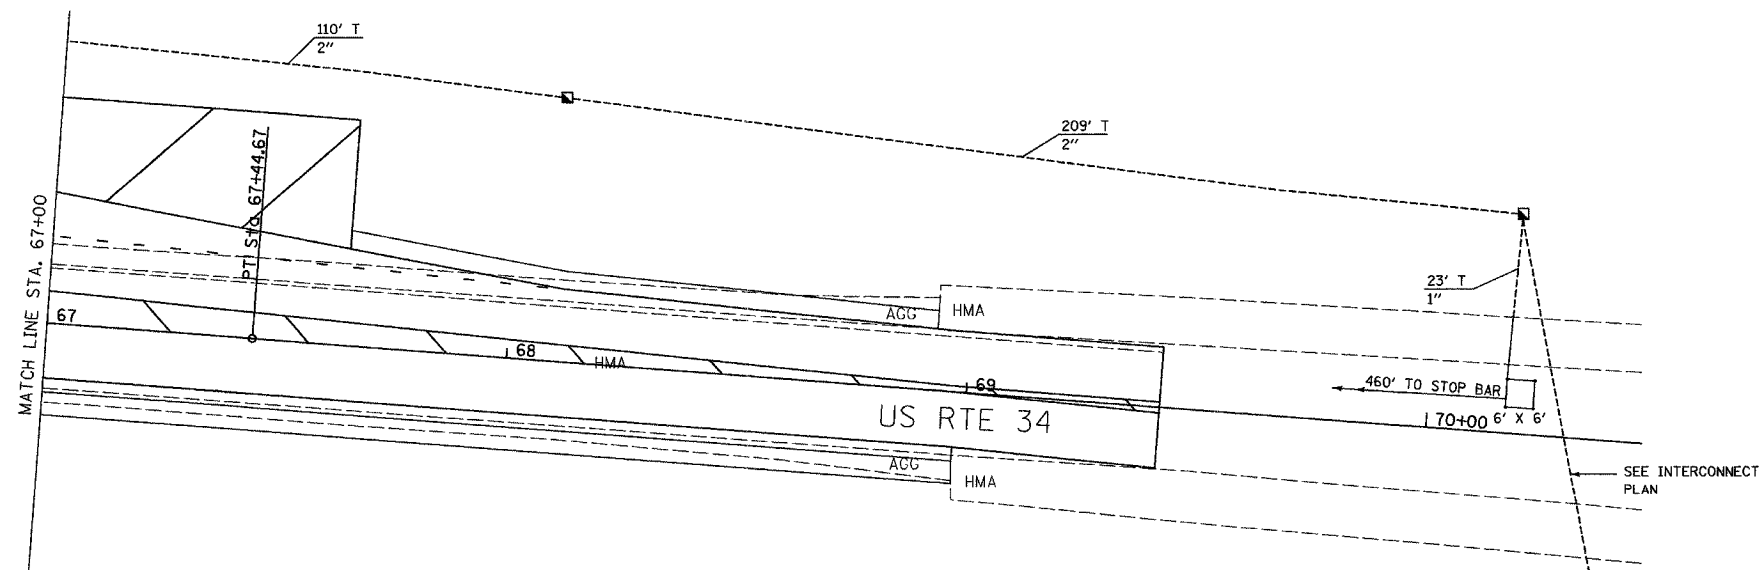 110' T
2"
209' T
2"
PTI Sta 67+44.67
MATCH LINE STA. 67+00
23' T
1"
AGG
HMA
67
68
HMA
69
460' TO STOP BAR
US RTE 34
70+00
6' X 6'
AGG
HMA
SEE INTERCONNECT
PLAN